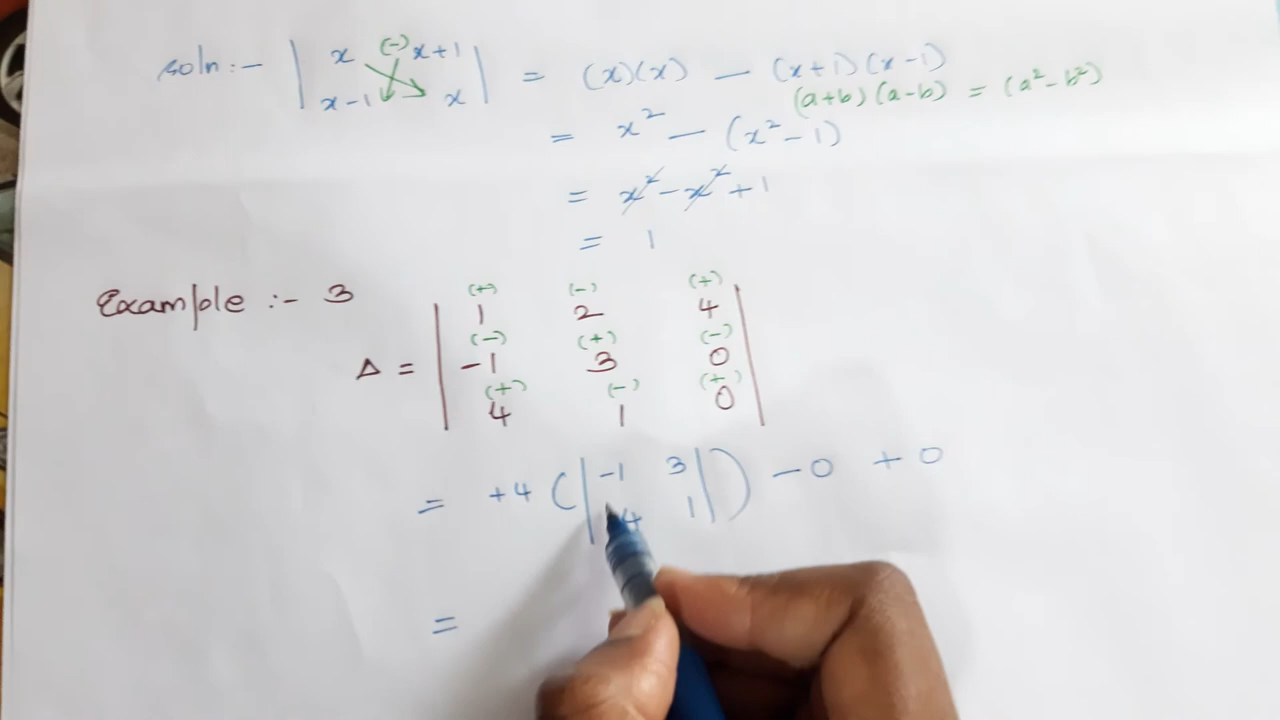 soln :- | x (-) x+1 | = (x)(x) - (x+1)(x-1)
| x-1 x | (a+b)(a-b) = (a²-b²)
= x² - (x²-1)
= x² - x² + 1
= 1
Example :- 3
(+) (-) (+)
1 2 4
(-) (+) (-)
Δ = -1 3 0
(+) (-) (+)
4 1 0
= +4 ( | -1 3 | ) - 0 + 0
4 1
=